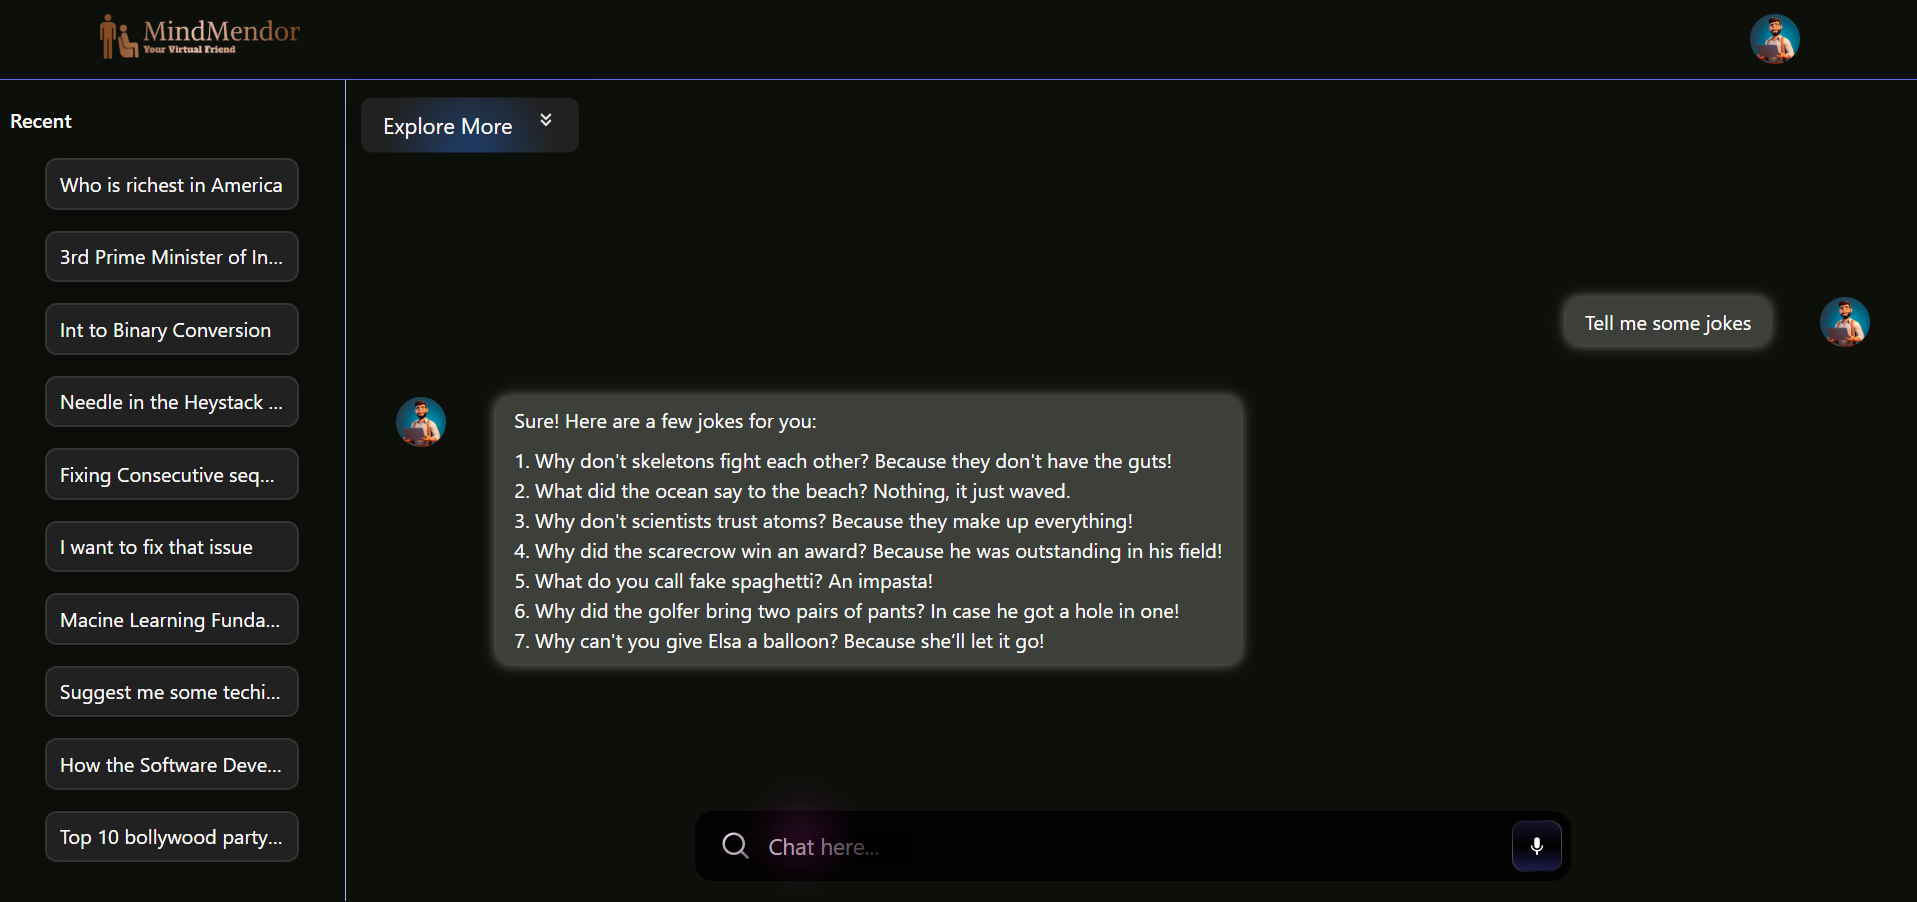 MindMendor
Your Virtual Friend
Recent
Who is richest in America
3rd Prime Minister of In...
Int to Binary Conversion
Needle in the Heystack ...
Fixing Consecutive seq...
I want to fix that issue
Macine Learning Funda...
Suggest me some techi...
How the Software Deve...
Top 10 bollywood party...
Explore More
Tell me some jokes
Sure! Here are a few jokes for you:
1. Why don't skeletons fight each other? Because they don't have the guts!
2. What did the ocean say to the beach? Nothing, it just waved.
3. Why don't scientists trust atoms? Because they make up everything!
4. Why did the scarecrow win an award? Because he was outstanding in his field!
5. What do you call fake spaghetti? An impasta!
6. Why did the golfer bring two pairs of pants? In case he got a hole in one!
7. Why can't you give Elsa a balloon? Because she’ll let it go!
Chat here...